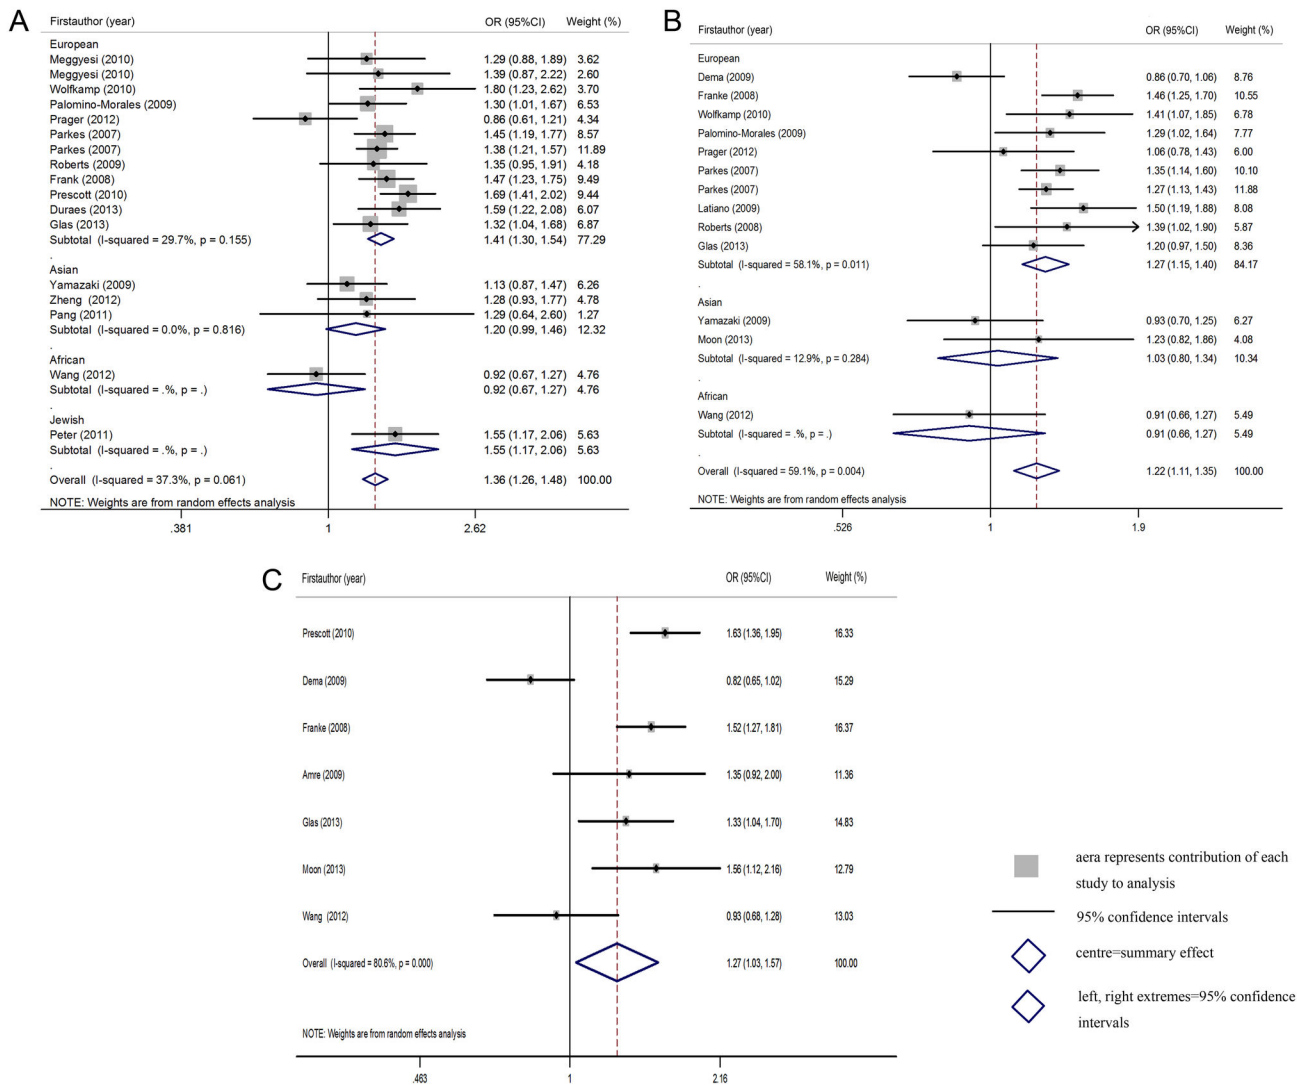 A
Firstauthor (year) OR (95%CI) Weight (%)
European
Meggyesi (2010) 1.29 (0.88, 1.89) 3.62
Meggyesi (2010) 1.39 (0.87, 2.22) 2.60
Wolfkamp (2010) 1.80 (1.23, 2.62) 3.70
Palomino-Morales (2009) 1.30 (1.01, 1.67) 6.53
Prager (2012) 0.86 (0.61, 1.21) 4.34
Parkes (2007) 1.45 (1.19, 1.77) 8.57
Parkes (2007) 1.38 (1.21, 1.57) 11.89
Roberts (2009) 1.35 (0.95, 1.91) 4.18
Frank (2008) 1.47 (1.23, 1.75) 9.49
Prescott (2010) 1.69 (1.41, 2.02) 9.44
Duraes (2013) 1.59 (1.22, 2.08) 6.07
Glas (2013) 1.32 (1.04, 1.68) 6.87
Subtotal (I-squared = 29.7%, p = 0.155) 1.41 (1.30, 1.54) 77.29
.
Asian
Yamazaki (2009) 1.13 (0.87, 1.47) 6.26
Zheng (2012) 1.28 (0.93, 1.77) 4.78
Pang (2011) 1.29 (0.64, 2.60) 1.27
Subtotal (I-squared = 0.0%, p = 0.816) 1.20 (0.99, 1.46) 12.32
.
African
Wang (2012) 0.92 (0.67, 1.27) 4.76
Subtotal (I-squared = .%, p = .) 0.92 (0.67, 1.27) 4.76
.
Jewish
Peter (2011) 1.55 (1.17, 2.06) 5.63
Subtotal (I-squared = .%, p = .) 1.55 (1.17, 2.06) 5.63
.
Overall (I-squared = 37.3%, p = 0.061) 1.36 (1.26, 1.48) 100.00
NOTE: Weights are from random effects analysis
.381 1 2.62
B
Firstauthor (year) OR (95%CI) Weight (%)
European
Dema (2009) 0.86 (0.70, 1.06) 8.76
Franke (2008) 1.46 (1.25, 1.70) 10.55
Wolfkamp (2010) 1.41 (1.07, 1.85) 6.78
Palomino-Morales (2009) 1.29 (1.02, 1.64) 7.77
Prager (2012) 1.06 (0.78, 1.43) 6.00
Parkes (2007) 1.35 (1.14, 1.60) 10.10
Parkes (2007) 1.27 (1.13, 1.43) 11.88
Latiano (2009) 1.50 (1.19, 1.88) 8.08
Roberts (2008) 1.39 (1.02, 1.90) 5.87
Glas (2013) 1.20 (0.97, 1.50) 8.36
Subtotal (I-squared = 58.1%, p = 0.011) 1.27 (1.15, 1.40) 84.17
.
Asian
Yamazaki (2009) 0.93 (0.70, 1.25) 6.27
Moon (2013) 1.23 (0.82, 1.86) 4.08
Subtotal (I-squared = 12.9%, p = 0.284) 1.03 (0.80, 1.34) 10.34
.
African
Wang (2012) 0.91 (0.66, 1.27) 5.49
Subtotal (I-squared = .%, p = .) 0.91 (0.66, 1.27) 5.49
.
Overall (I-squared = 59.1%, p = 0.004) 1.22 (1.11, 1.35) 100.00
NOTE: Weights are from random effects analysis
.526 1 1.9
C
Firstauthor (year) OR (95%CI) Weight (%)
Prescott (2010) 1.63 (1.36, 1.95) 16.33
Dema (2009) 0.82 (0.65, 1.02) 15.29
Franke (2008) 1.52 (1.27, 1.81) 16.37
Amre (2009) 1.35 (0.92, 2.00) 11.36
Glas (2013) 1.33 (1.04, 1.70) 14.83
Moon (2013) 1.56 (1.12, 2.16) 12.79
Wang (2012) 0.93 (0.68, 1.28) 13.03
Overall (I-squared = 80.6%, p = 0.000) 1.27 (1.03, 1.57) 100.00
NOTE: Weights are from random effects analysis
.463 1 2.16
aera represents contribution of each
study to analysis
95% confidence intervals
centre=summary effect
left, right extremes=95% confidence
intervals